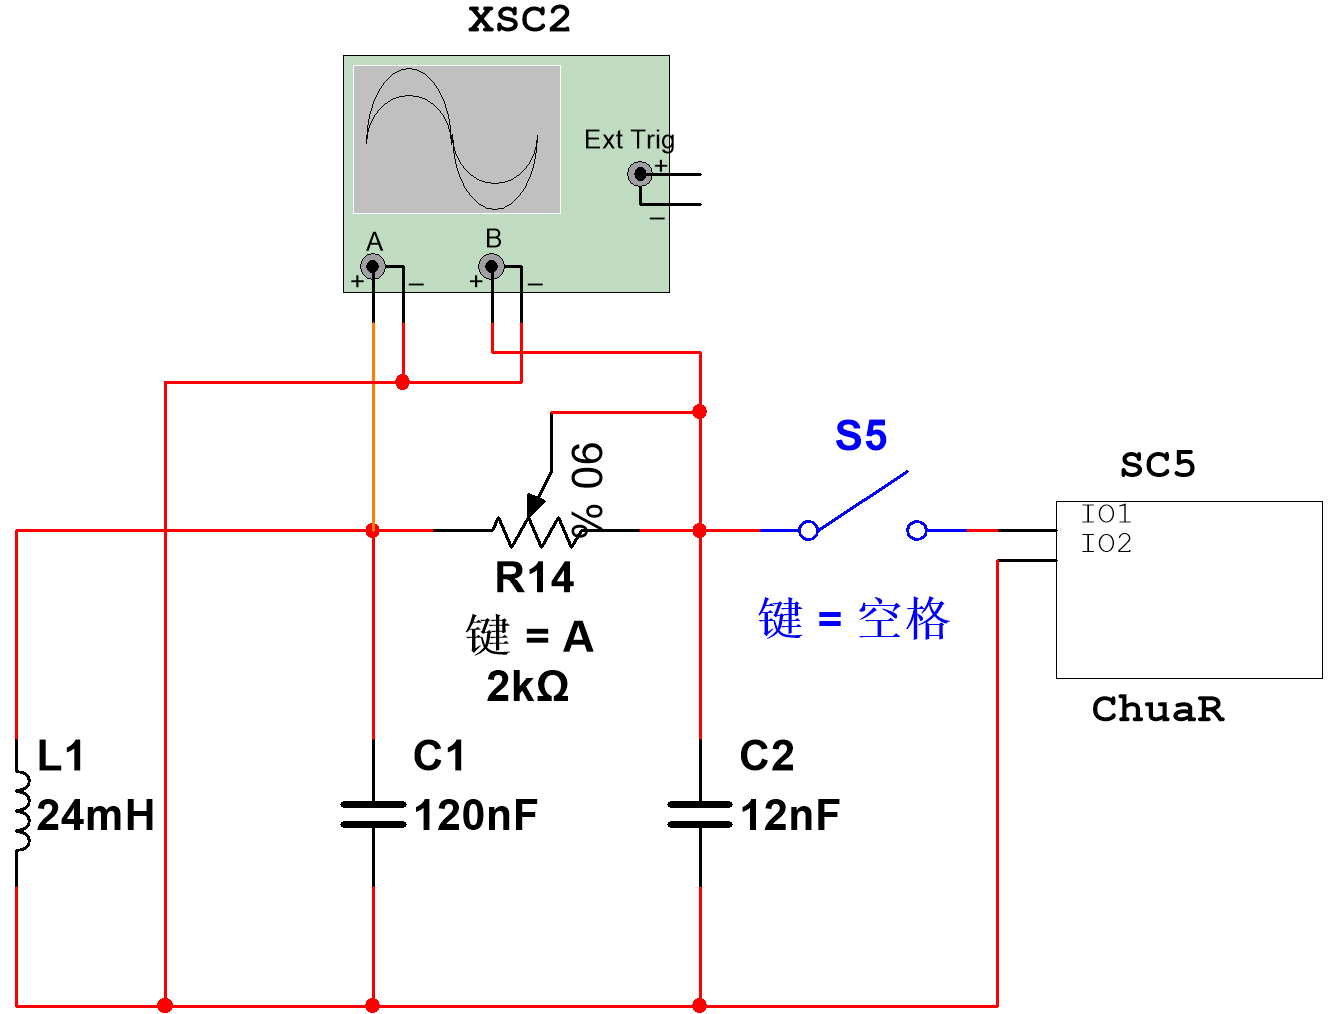 XSC2
Ext Trig
+
–
A
B
+
–
+
–
90 %
S5
SC5
IO1
IO2
R14
键 = A
2kΩ
键 = 空格
ChuaR
L1
24mH
C1
120nF
C2
12nF